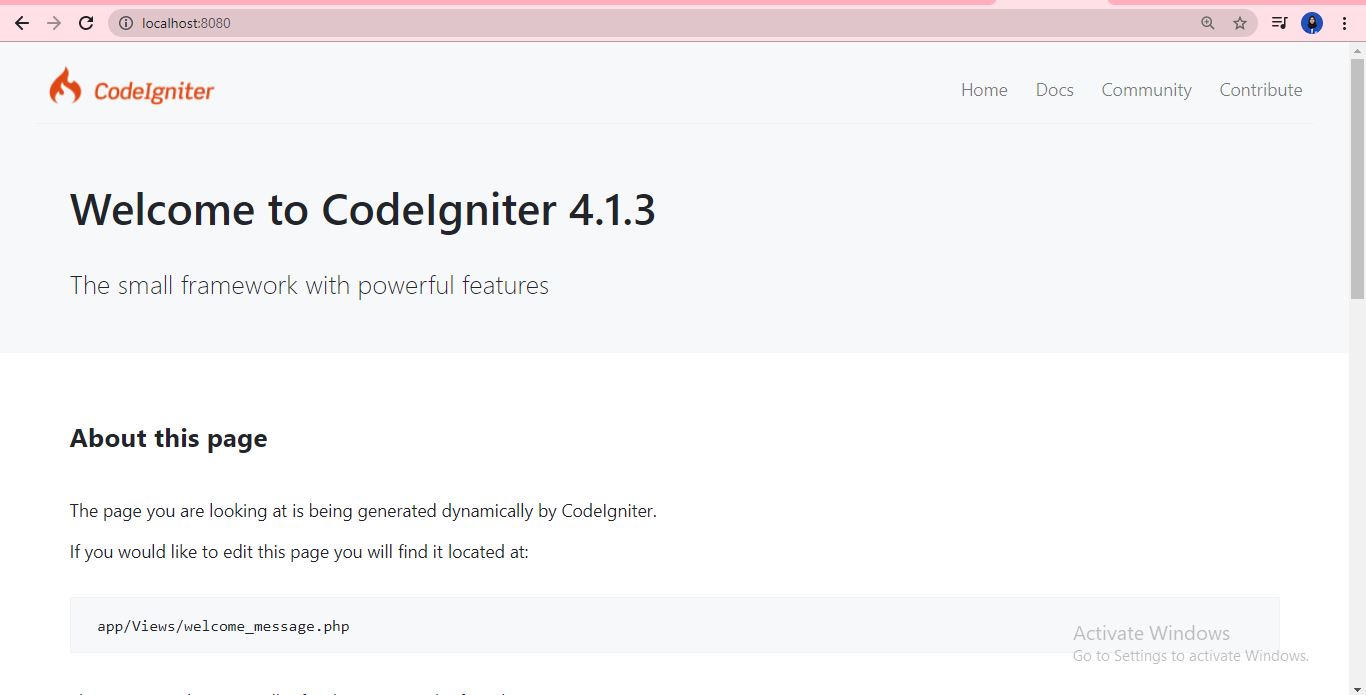 localhost:8080
CodeIgniter
Home Docs Community Contribute
Welcome to CodeIgniter 4.1.3
The small framework with powerful features
About this page
The page you are looking at is being generated dynamically by CodeIgniter.
If you would like to edit this page you will find it located at:
app/Views/welcome_message.php
Activate Windows
Go to Settings to activate Windows.